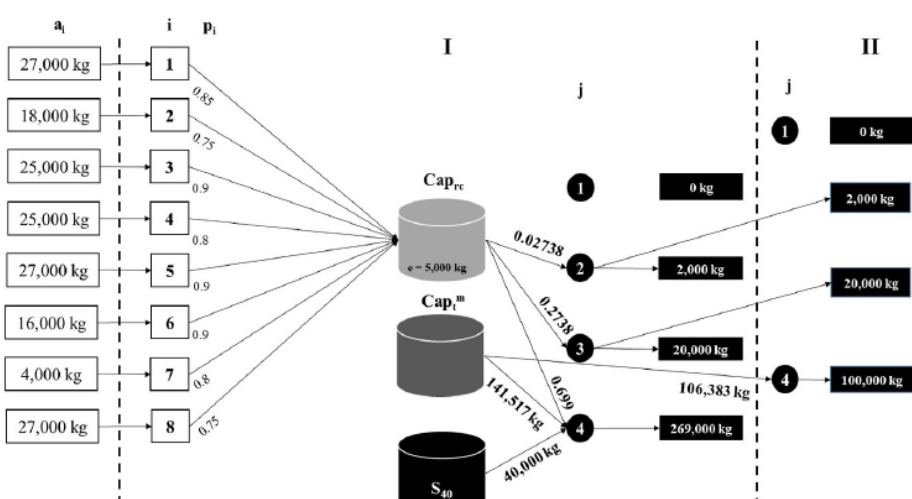 aᵢ i pᵢ I II
27,000 kg 1 0.85
18,000 kg 2 0.75
25,000 kg 3 0.9
25,000 kg 4 0.8
27,000 kg 5 0.9
16,000 kg 6 0.9
4,000 kg 7 0.8
27,000 kg 8 0.75
Cap_rc
e = 5,000 kg
Cap_t^m
S₄₀
0.02738
0.2738
0.699
141,517 kg
40,000 kg
106,383 kg
j
1 0 kg
2 2,000 kg
3 20,000 kg
4 269,000 kg
j
1 0 kg
2,000 kg
20,000 kg
4 100,000 kg